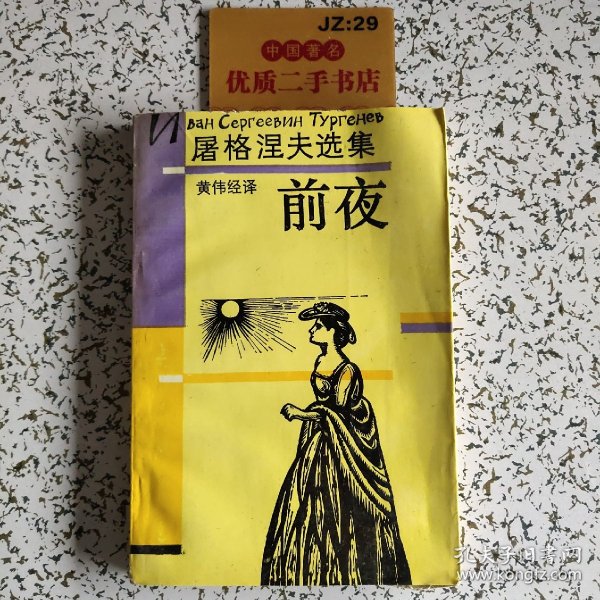 JZ:29
中国著名
优质二手书店
Иван Сергеевин Тургенев
屠格涅夫选集
黄伟经译
前夜
孔夫子旧书网
www.kongfz.com